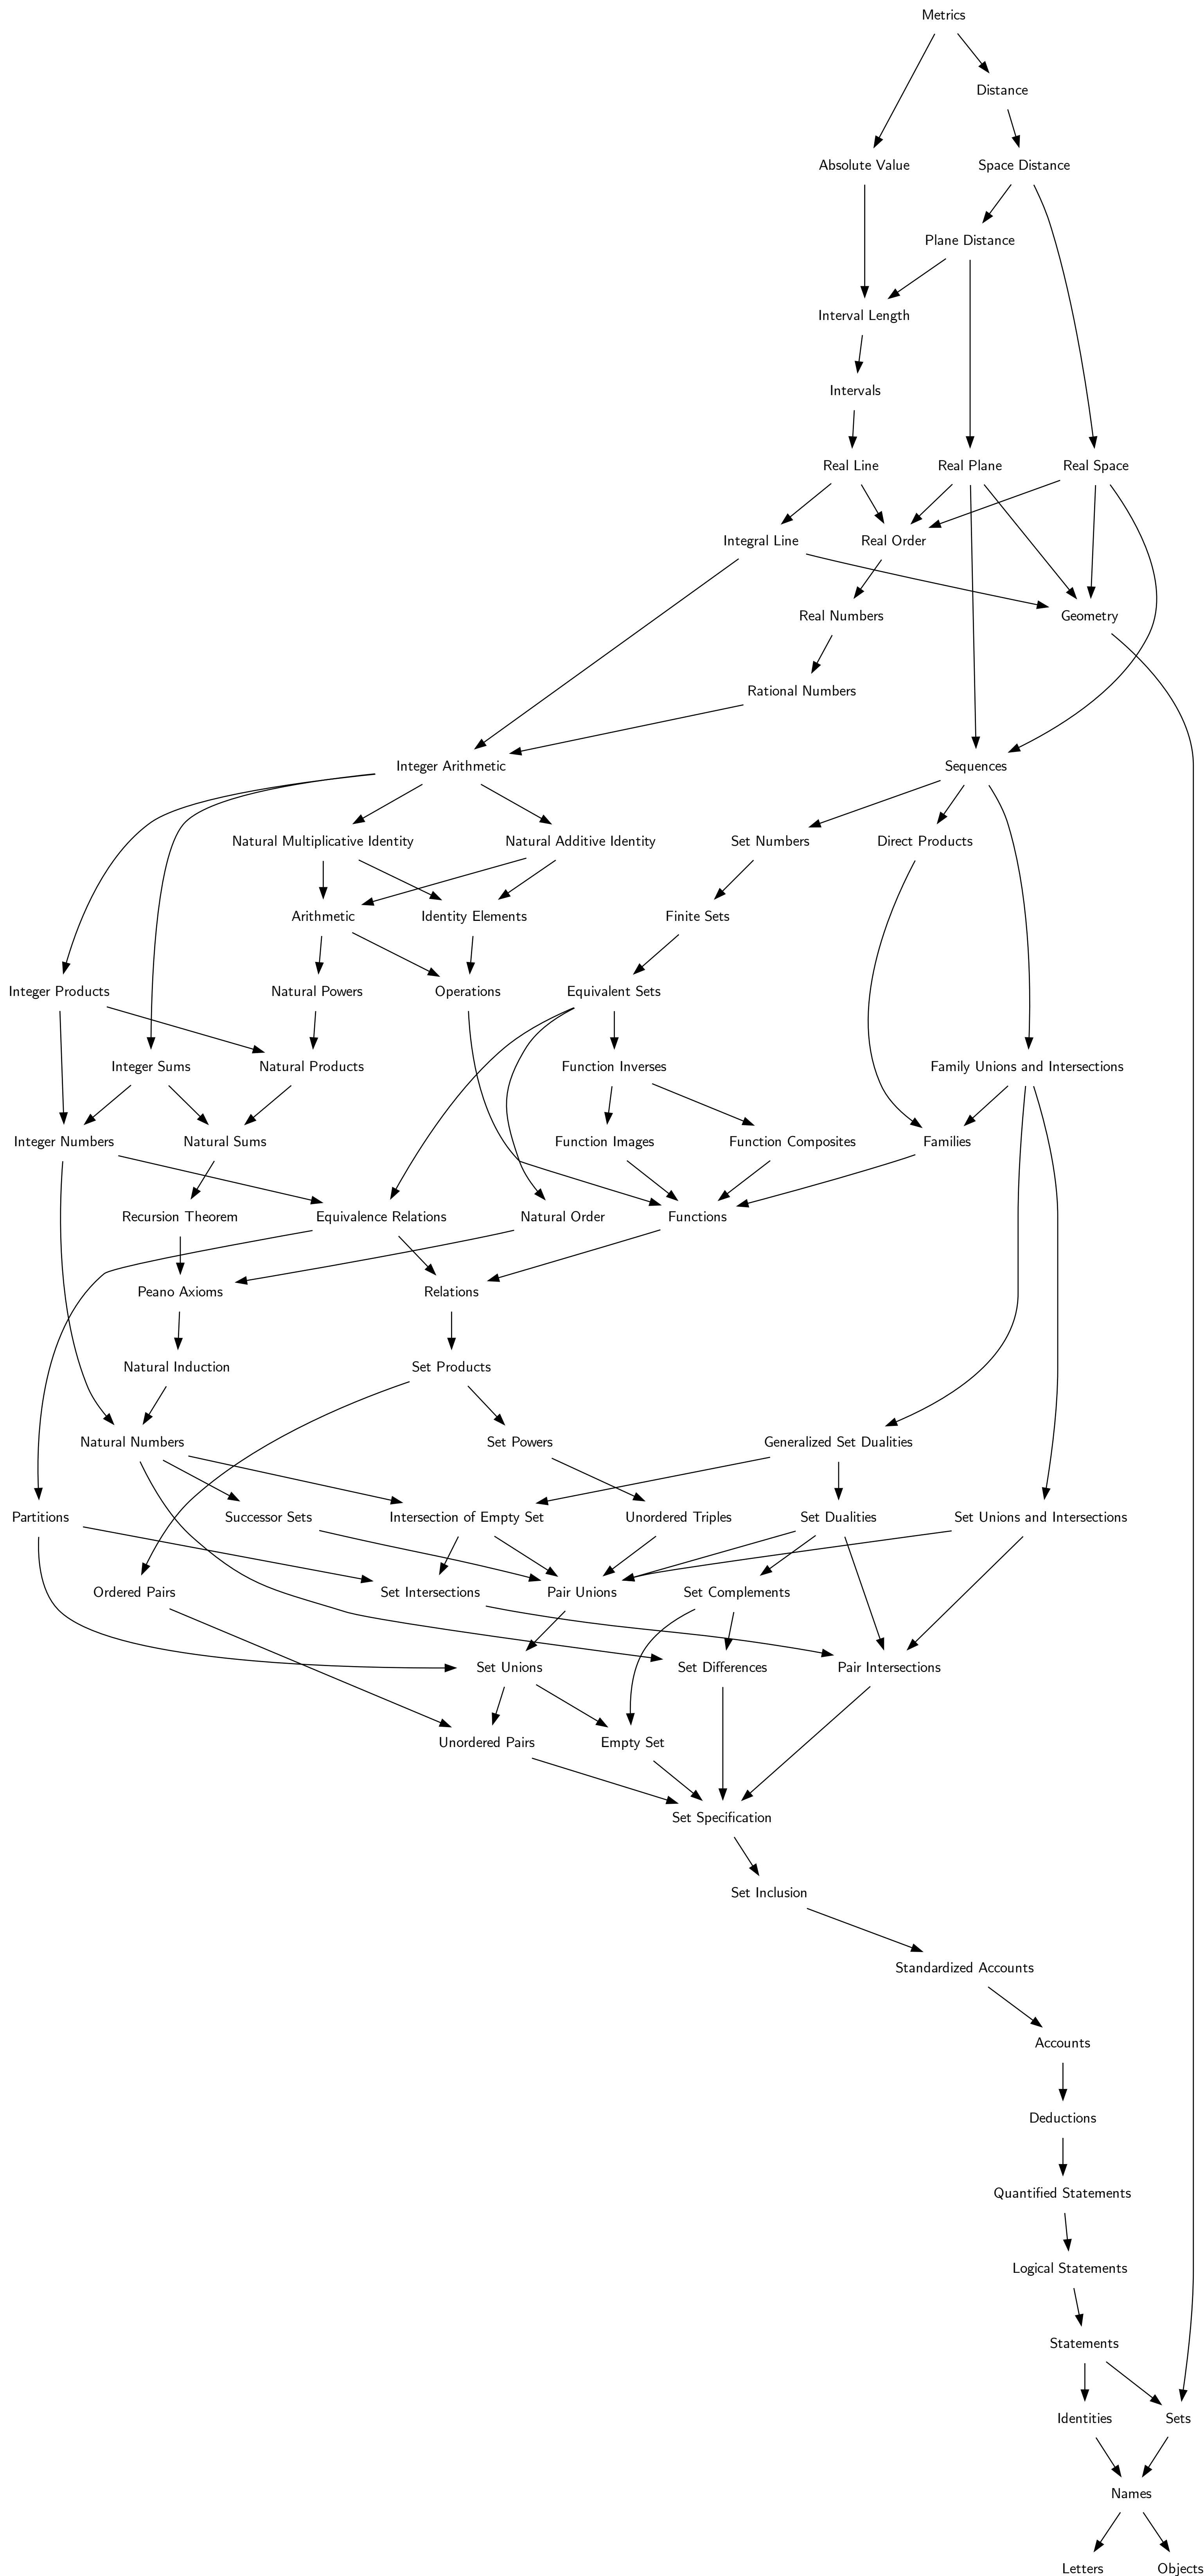 Metrics
Distance
Absolute Value
Space Distance
Plane Distance
Interval Length
Intervals
Real Line
Real Plane
Real Space
Integral Line
Real Order
Real Numbers
Geometry
Rational Numbers
Integer Arithmetic
Sequences
Natural Multiplicative Identity
Natural Additive Identity
Set Numbers
Direct Products
Arithmetic
Identity Elements
Finite Sets
Integer Products
Natural Powers
Operations
Equivalent Sets
Integer Sums
Natural Products
Function Inverses
Family Unions and Intersections
Integer Numbers
Natural Sums
Function Images
Function Composites
Families
Recursion Theorem
Equivalence Relations
Natural Order
Functions
Peano Axioms
Relations
Natural Induction
Set Products
Natural Numbers
Set Powers
Generalized Set Dualities
Partitions
Successor Sets
Intersection of Empty Set
Unordered Triples
Set Dualities
Set Unions and Intersections
Ordered Pairs
Set Intersections
Pair Unions
Set Complements
Set Unions
Set Differences
Pair Intersections
Unordered Pairs
Empty Set
Set Specification
Set Inclusion
Standardized Accounts
Accounts
Deductions
Quantified Statements
Logical Statements
Statements
Identities
Sets
Names
Letters
Objects